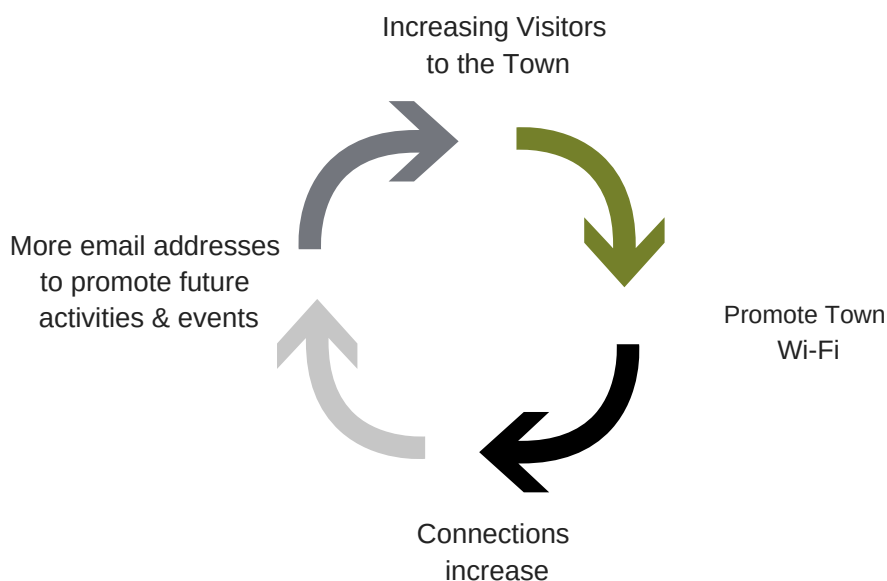 Increasing Visitors
to the Town
More email addresses
to promote future
activities & events
Promote Town
Wi-Fi
Connections
increase